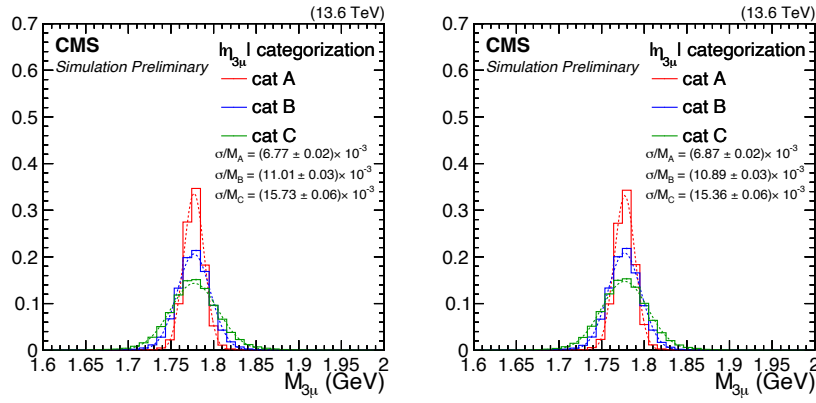 (13.6 TeV)
CMS
Simulation Preliminary
|η3μ| categorization
cat A
cat B
cat C
σ/MA = (6.77 ± 0.02)× 10-3
σ/MB = (11.01 ± 0.03)× 10-3
σ/MC = (15.73 ± 0.06)× 10-3
0.7
0.6
0.5
0.4
0.3
0.2
0.1
0
1.6 1.65 1.7 1.75 1.8 1.85 1.9 1.95 2
M3μ (GeV)
(13.6 TeV)
CMS
Simulation Preliminary
|η3μ| categorization
cat A
cat B
cat C
σ/MA = (6.87 ± 0.02)× 10-3
σ/MB = (10.89 ± 0.03)× 10-3
σ/MC = (15.36 ± 0.06)× 10-3
0.7
0.6
0.5
0.4
0.3
0.2
0.1
0
1.6 1.65 1.7 1.75 1.8 1.85 1.9 1.95 2
M3μ (GeV)